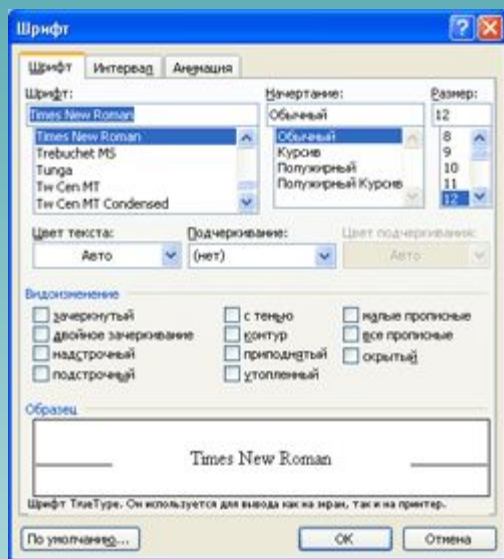 Шрифт
Шрифт Интервал Анимация
Шрифт: Начертание: Размер:
Times New Roman Обычный 12
Times New Roman Обычный 8
Trebuchet MS Курсив 9
Tunga Полужирный 10
Tw Cen MT Полужирный Курсив 11
Tw Cen MT Condensed 12
Цвет текста: Подчеркивание: Цвет подчеркивания:
Авто (нет) Авто
Видоизменение
зачеркнутый с тенью малые прописные
двойное зачеркивание контур все прописные
надстрочный приподнятый скрытый
подстрочный утопленный
Образец
Times New Roman
Шрифт TrueType. Он используется для вывода как на экран, так и на принтер.
По умолчанию... ОК Отмена